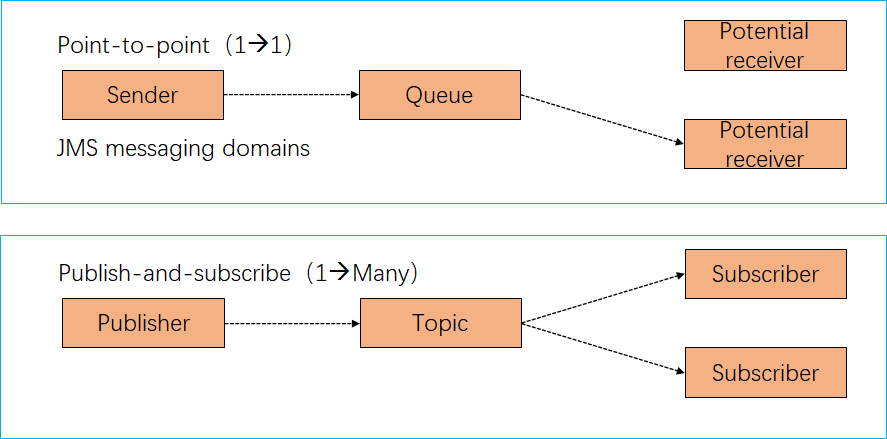 Point-to-point（1→1）
Potential
receiver
Sender
Queue
Potential
receiver
JMS messaging domains
Publish-and-subscribe（1→Many）
Subscriber
Publisher
Topic
Subscriber